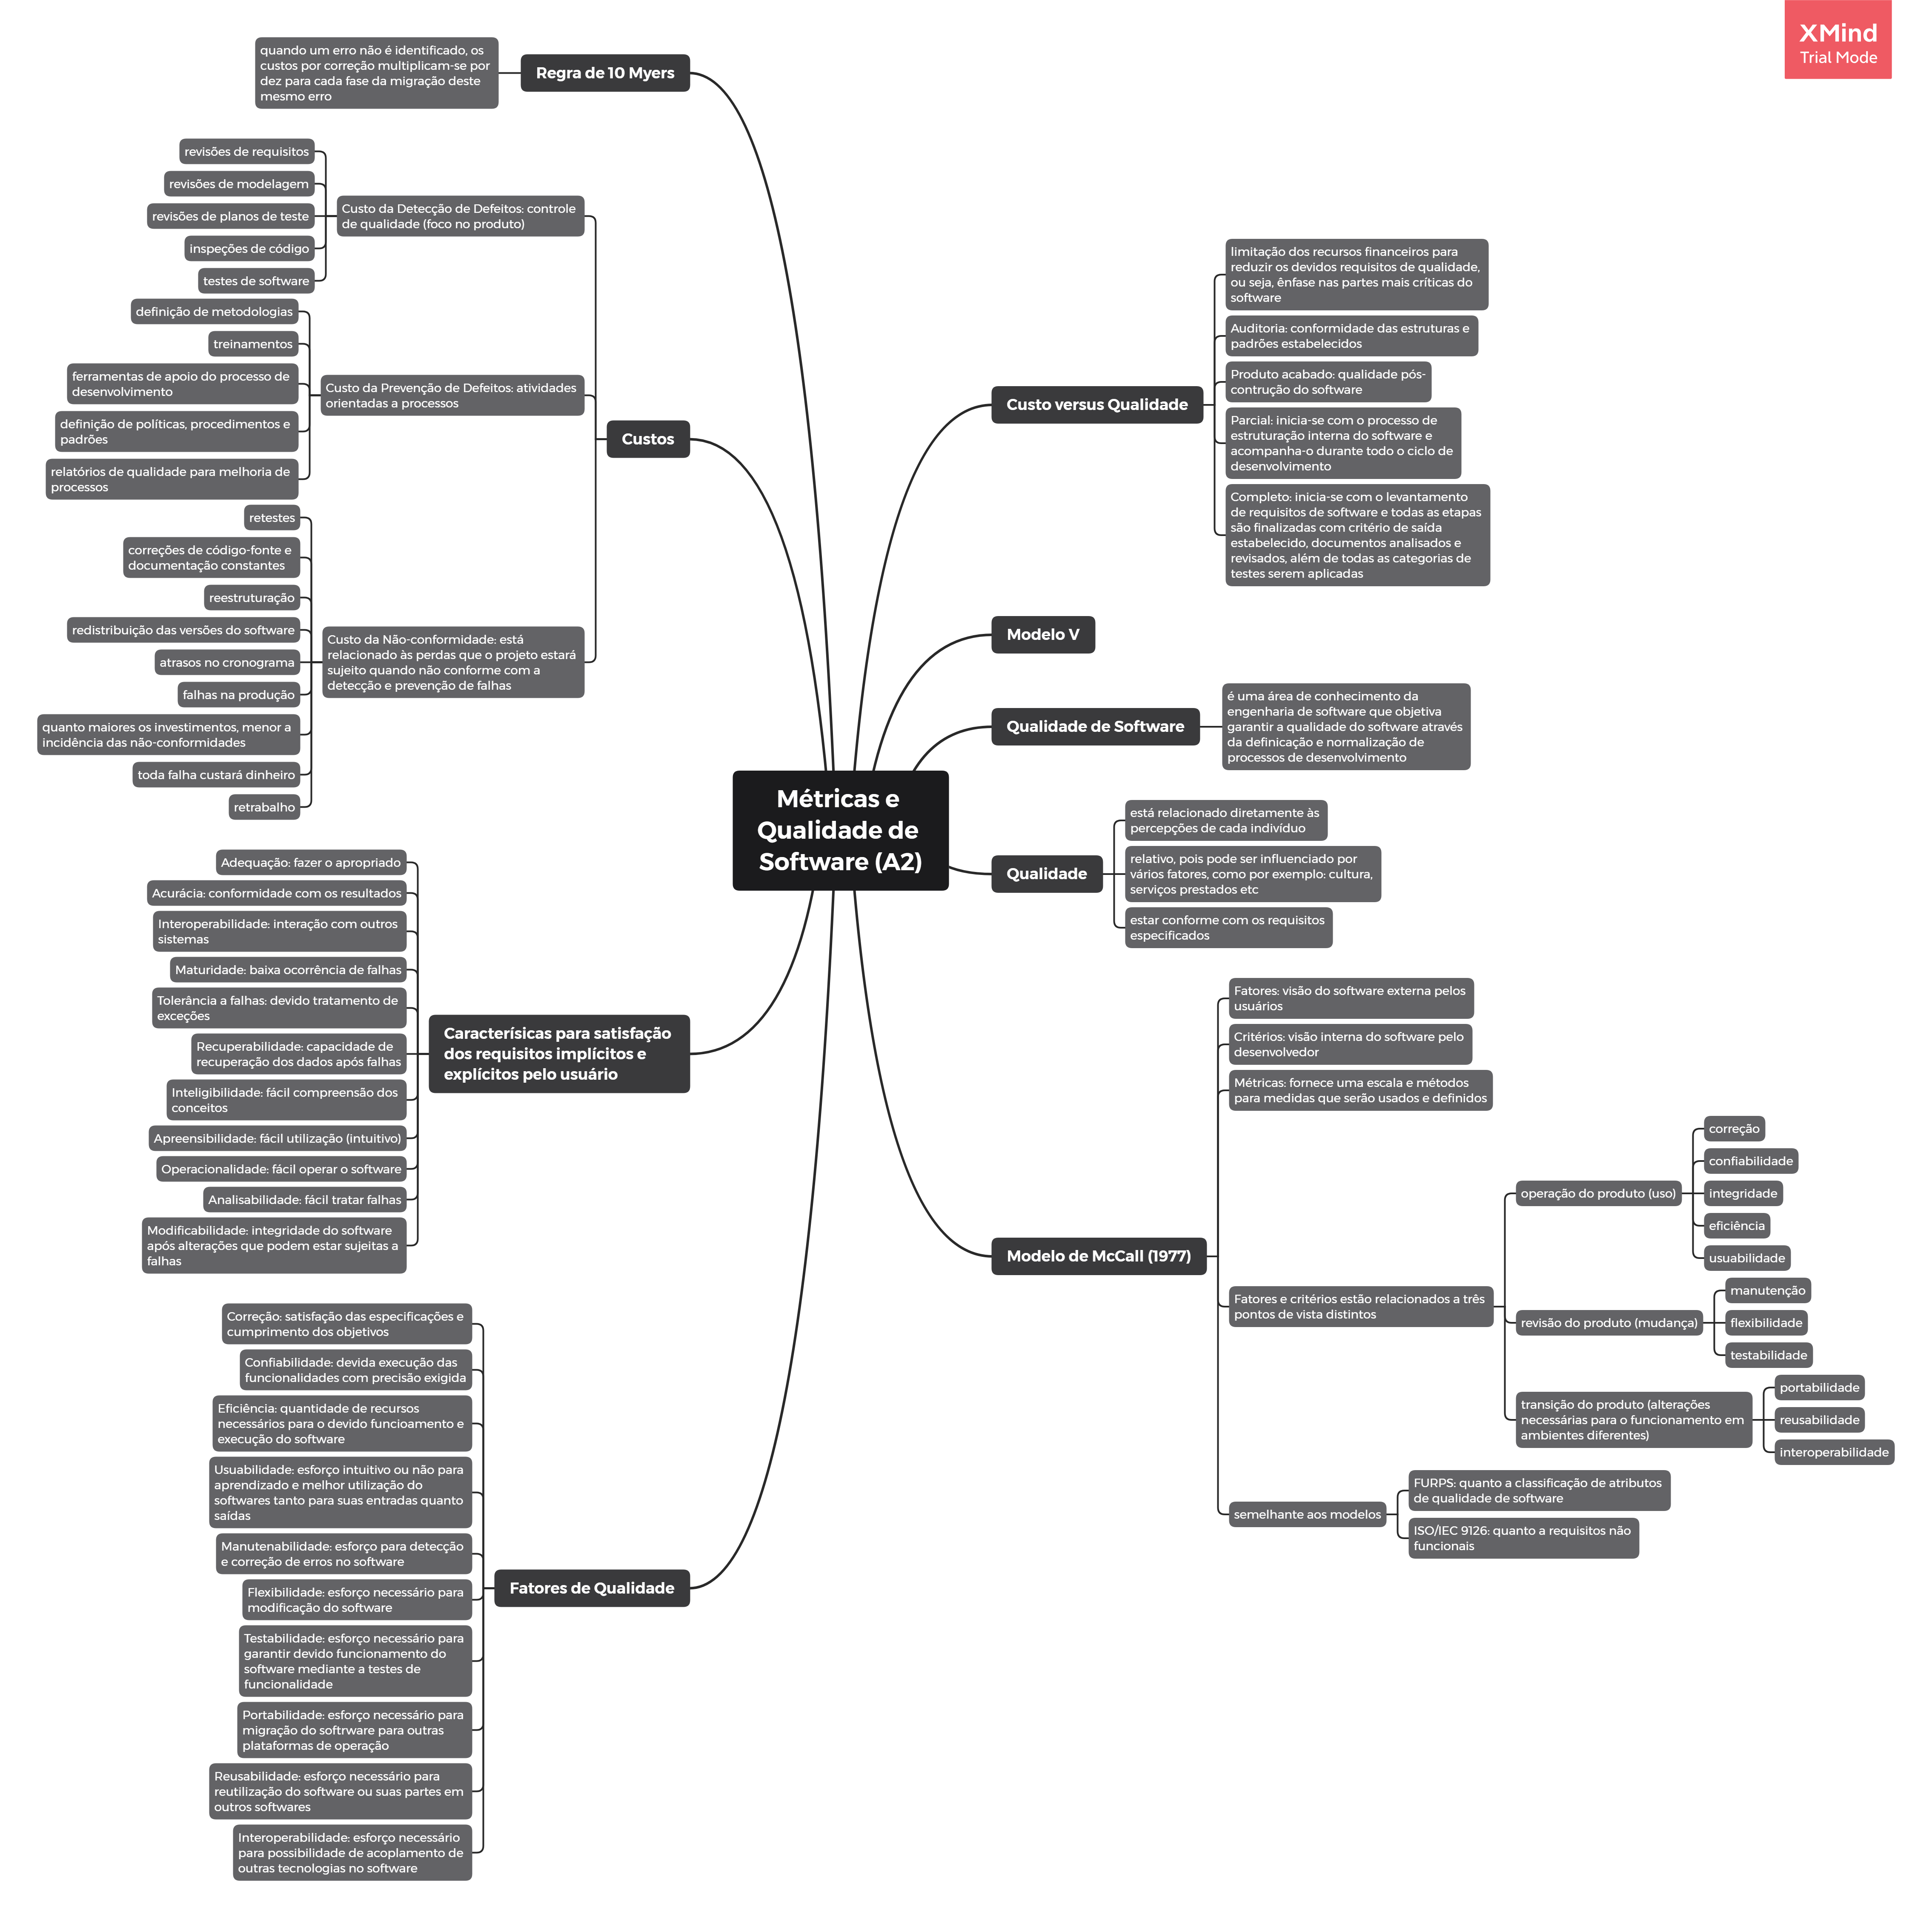 XMind
Trial Mode
quando um erro não é identificado, os
custos por correção multiplicam-se por
dez para cada fase da migração deste
mesmo erro
Regra de 10 Myers
revisões de requisitos
revisões de modelagem
revisões de planos de teste
inspeções de código
testes de software
Custo da Detecção de Defeitos: controle
de qualidade (foco no produto)
definição de metodologias
treinamentos
ferramentas de apoio do processo de
desenvolvimento
definição de políticas, procedimentos e
padrões
relatórios de qualidade para melhoria de
processos
Custo da Prevenção de Defeitos: atividades
orientadas a processos
Custos
retestes
correções de código-fonte e
documentação constantes
reestruturação
redistribuição das versões do software
atrasos no cronograma
falhas na produção
quanto maiores os investimentos, menor a
incidência das não-conformidades
toda falha custará dinheiro
retrabalho
Custo da Não-conformidade: está
relacionado às perdas que o projeto estará
sujeito quando não conforme com a
detecção e prevenção de falhas
Adequação: fazer o apropriado
Acurácia: conformidade com os resultados
Interoperabilidade: interação com outros
sistemas
Maturidade: baixa ocorrência de falhas
Tolerância a falhas: devido tratamento de
exceções
Recuperabilidade: capacidade de
recuperação dos dados após falhas
Inteligibilidade: fácil compreensão dos
conceitos
Apreensibilidade: fácil utilização (intuitivo)
Operacionalidade: fácil operar o software
Analisabilidade: fácil tratar falhas
Modificabilidade: integridade do software
após alterações que podem estar sujeitas a
falhas
Caracterísicas para satisfação
dos requisitos implícitos e
explícitos pelo usuário
Correção: satisfação das especificações e
cumprimento dos objetivos
Confiabilidade: devida execução das
funcionalidades com precisão exigida
Eficiência: quantidade de recursos
necessários para o devido funcioamento e
execução do software
Usuabilidade: esforço intuitivo ou não para
aprendizado e melhor utilização do
softwares tanto para suas entradas quanto
saídas
Manutenabilidade: esforço para detecção
e correção de erros no software
Flexibilidade: esforço necessário para
modificação do software
Testabilidade: esforço necessário para
garantir devido funcionamento do
software mediante a testes de
funcionalidade
Portabilidade: esforço necessário para
migração do softrware para outras
plataformas de operação
Reusabilidade: esforço necessário para
reutilização do software ou suas partes em
outros softwares
Interoperabilidade: esforço necessário
para possibilidade de acoplamento de
outras tecnologias no software
Fatores de Qualidade
Métricas e
Qualidade de
Software (A2)
Custo versus Qualidade
limitação dos recursos financeiros para
reduzir os devidos requisitos de qualidade,
ou seja, ênfase nas partes mais críticas do
software
Auditoria: conformidade das estruturas e
padrões estabelecidos
Produto acabado: qualidade pós-
contrução do software
Parcial: inicia-se com o processo de
estruturação interna do software e
acompanha-o durante todo o ciclo de
desenvolvimento
Completo: inicia-se com o levantamento
de requisitos de software e todas as etapas
são finalizadas com critério de saída
estabelecido, documentos analisados e
revisados, além de todas as categorias de
testes serem aplicadas
Modelo V
Qualidade de Software
é uma área de conhecimento da
engenharia de software que objetiva
garantir a qualidade do software através
da definicação e normalização de
processos de desenvolvimento
Qualidade
está relacionado diretamente às
percepções de cada indivíduo
relativo, pois pode ser influenciado por
vários fatores, como por exemplo: cultura,
serviços prestados etc
estar conforme com os requisitos
especificados
Modelo de McCall (1977)
Fatores: visão do software externa pelos
usuários
Critérios: visão interna do software pelo
desenvolvedor
Métricas: fornece uma escala e métodos
para medidas que serão usados e definidos
Fatores e critérios estão relacionados a três
pontos de vista distintos
operação do produto (uso)
correção
confiabilidade
integridade
eficiência
usuabilidade
revisão do produto (mudança)
manutenção
flexibilidade
testabilidade
transição do produto (alterações
necessárias para o funcionamento em
ambientes diferentes)
portabilidade
reusabilidade
interoperabilidade
semelhante aos modelos
FURPS: quanto a classificação de atributos
de qualidade de software
ISO/IEC 9126: quanto a requisitos não
funcionais